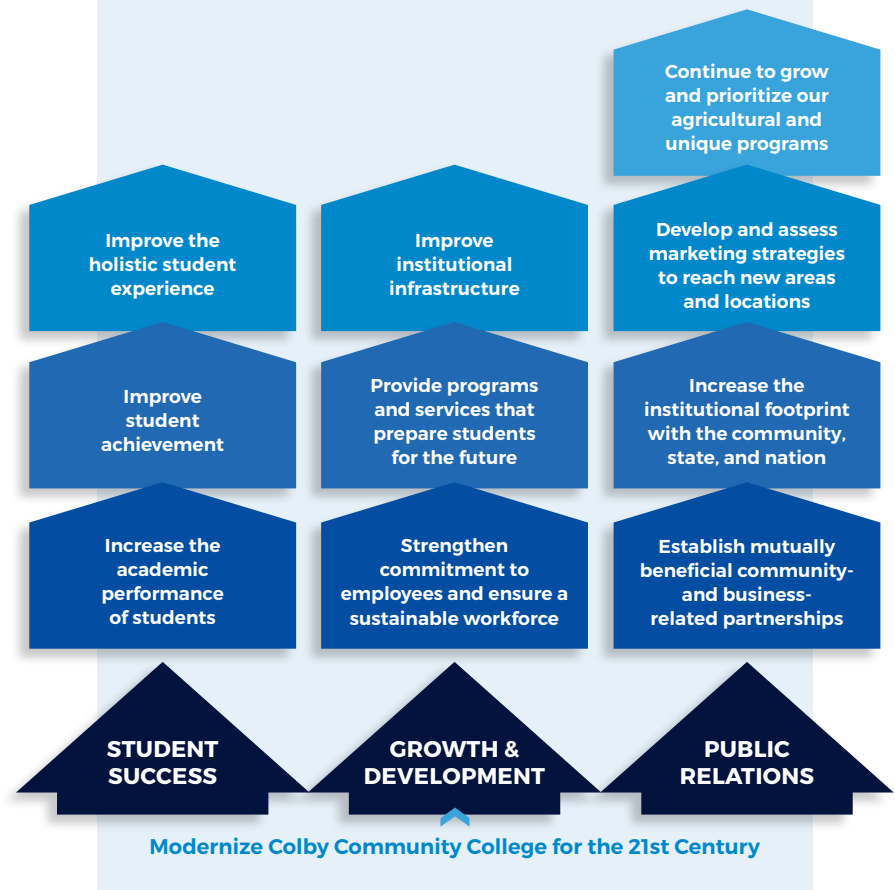 Continue to grow
and prioritize our
agricultural and
unique programs
Improve the
holistic student
experience
Improve
institutional
infrastructure
Develop and assess
marketing strategies
to reach new areas
and locations
Improve
student
achievement
Provide programs
and services that
prepare students
for the future
Increase the
institutional footprint
with the community,
state, and nation
Increase the
academic
performance
of students
Strengthen
commitment to
employees and ensure a
sustainable workforce
Establish mutually
beneficial community-
and business-
related partnerships
STUDENT
SUCCESS
GROWTH &
DEVELOPMENT
PUBLIC
RELATIONS
Modernize Colby Community College for the 21st Century